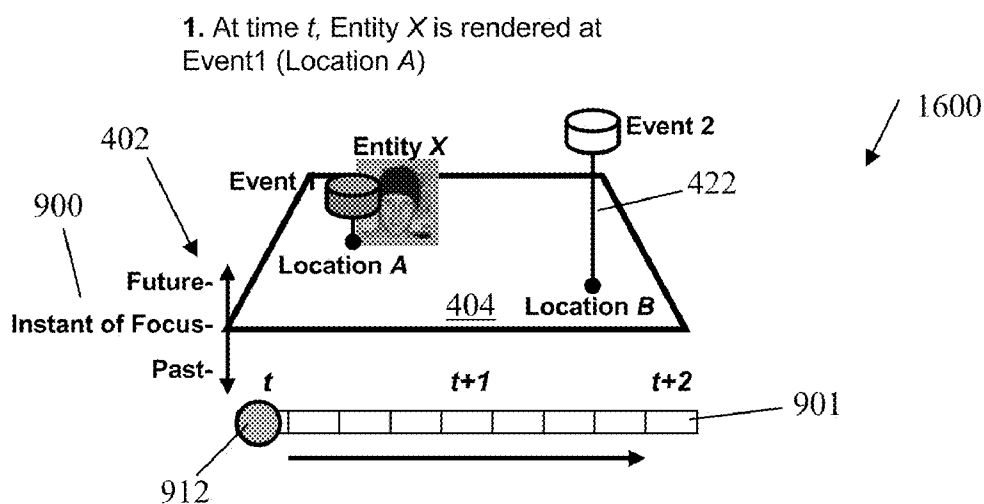 1. At time t, Entity X is rendered at
Event1 (Location A)
1600
402
Event 2
Entity X
Event 1
422
900
Location A
Future-
Location B
404
Instant of Focus-
Past-
t
t+1
t+2
901
912